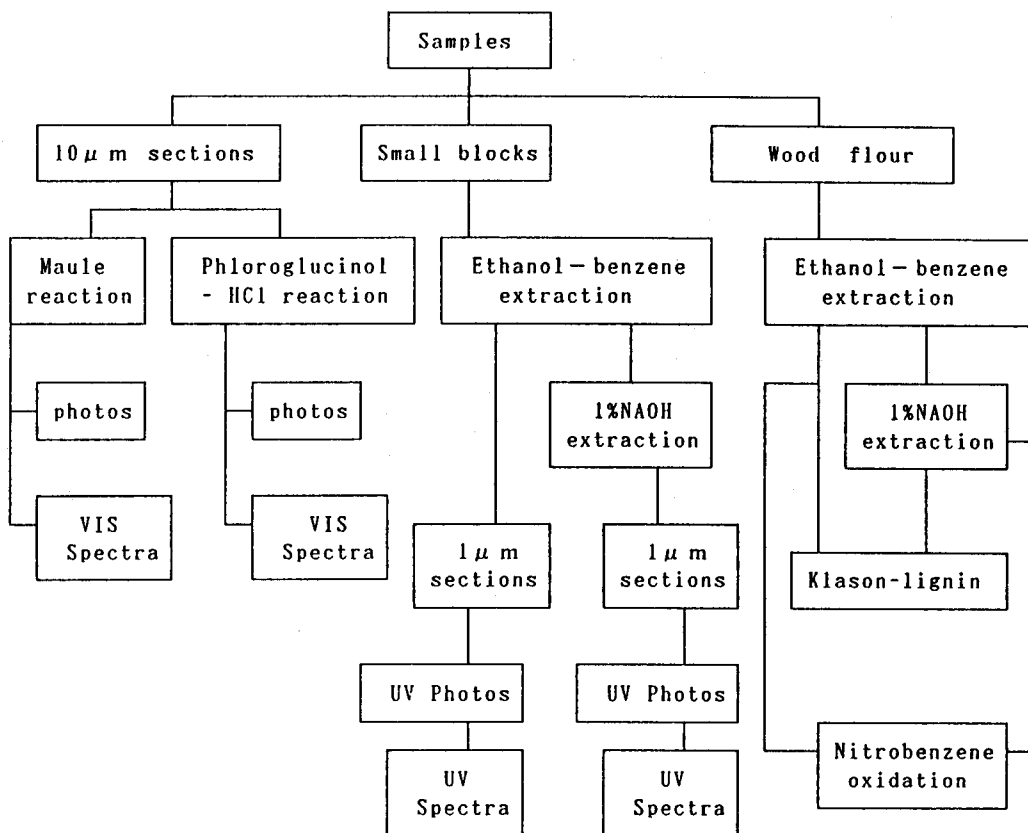 Samples
10μm sections
Small blocks
Wood flour
Maule
reaction
Phloroglucinol
- HCl reaction
Ethanol-benzene
extraction
Ethanol-benzene
extraction
photos
photos
1%NAOH
extraction
1%NAOH
extraction
VIS
Spectra
VIS
Spectra
1μm
sections
1μm
sections
Klason-lignin
UV Photos
UV Photos
Nitrobenzene
oxidation
UV
Spectra
UV
Spectra